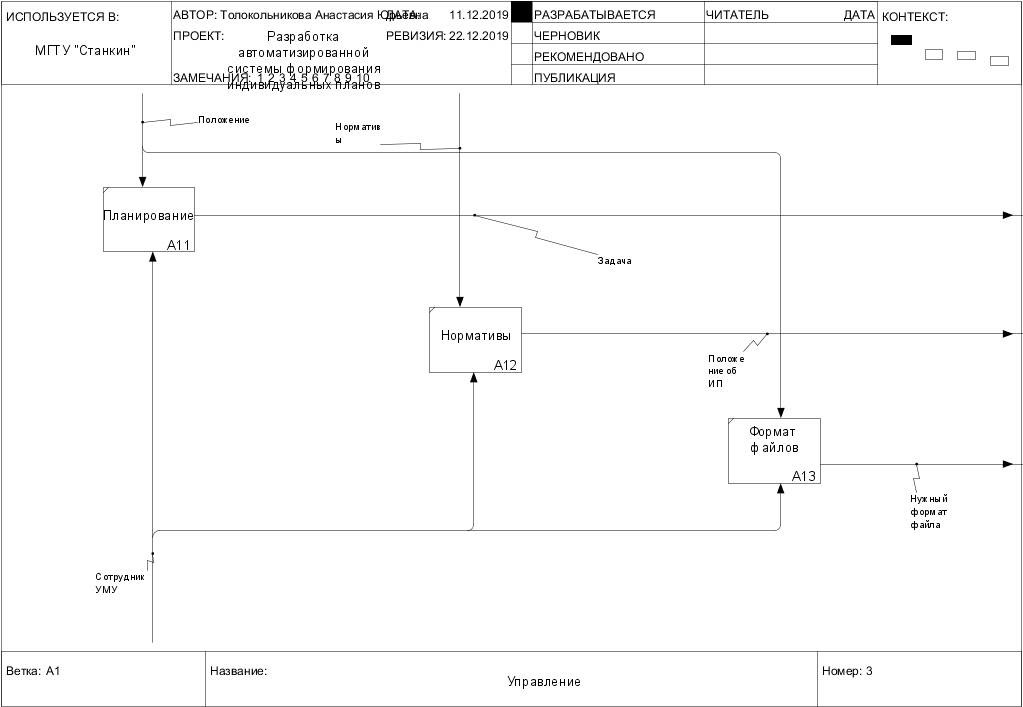 ИСПОЛЬЗУЕТСЯ В:
МГТУ "Станкин"
АВТОР: Толокольникова Анастасия Юрьевна
ДАТА: 11.12.2019
ПРОЕКТ: Разработка
автоматизированной
системы формирования
индивидуальных планов
РЕВИЗИЯ: 22.12.2019
ЗАМЕЧАНИЯ: 1 2 3 4 5 6 7 8 9 10
РАЗРАБАТЫВАЕТСЯ
ЧЕРНОВИК
РЕКОМЕНДОВАНО
ПУБЛИКАЦИЯ
ЧИТАТЕЛЬ ДАТА
КОНТЕКСТ:
Положение
Норматив
ы
Планирование
A11
Задача
Нормативы
A12
Положе
ние об
ИП
Формат
файлов
A13
Нужный
формат
файла
Сотрудник
УМУ
Ветка: A1
Название:
Управление
Номер: 3